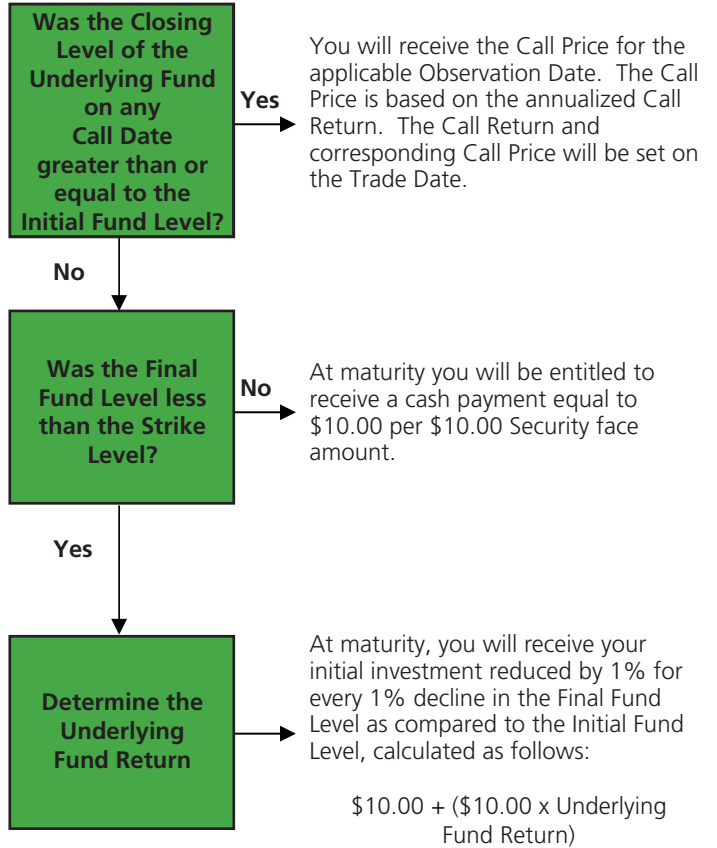 Was the Closing
Level of the
Underlying Fund
on any
Call Date
greater than or
equal to the
Initial Fund Level?
Yes
You will receive the Call Price for the
applicable Observation Date. The Call
Price is based on the annualized Call
Return. The Call Return and
corresponding Call Price will be set on
the Trade Date.
No
Was the Final
Fund Level less
than the Strike
Level?
No
At maturity you will be entitled to
receive a cash payment equal to
$10.00 per $10.00 Security face
amount.
Yes
Determine the
Underlying
Fund Return
At maturity, you will receive your
initial investment reduced by 1% for
every 1% decline in the Final Fund
Level as compared to the Initial Fund
Level, calculated as follows:
$10.00 + ($10.00 x Underlying
Fund Return)